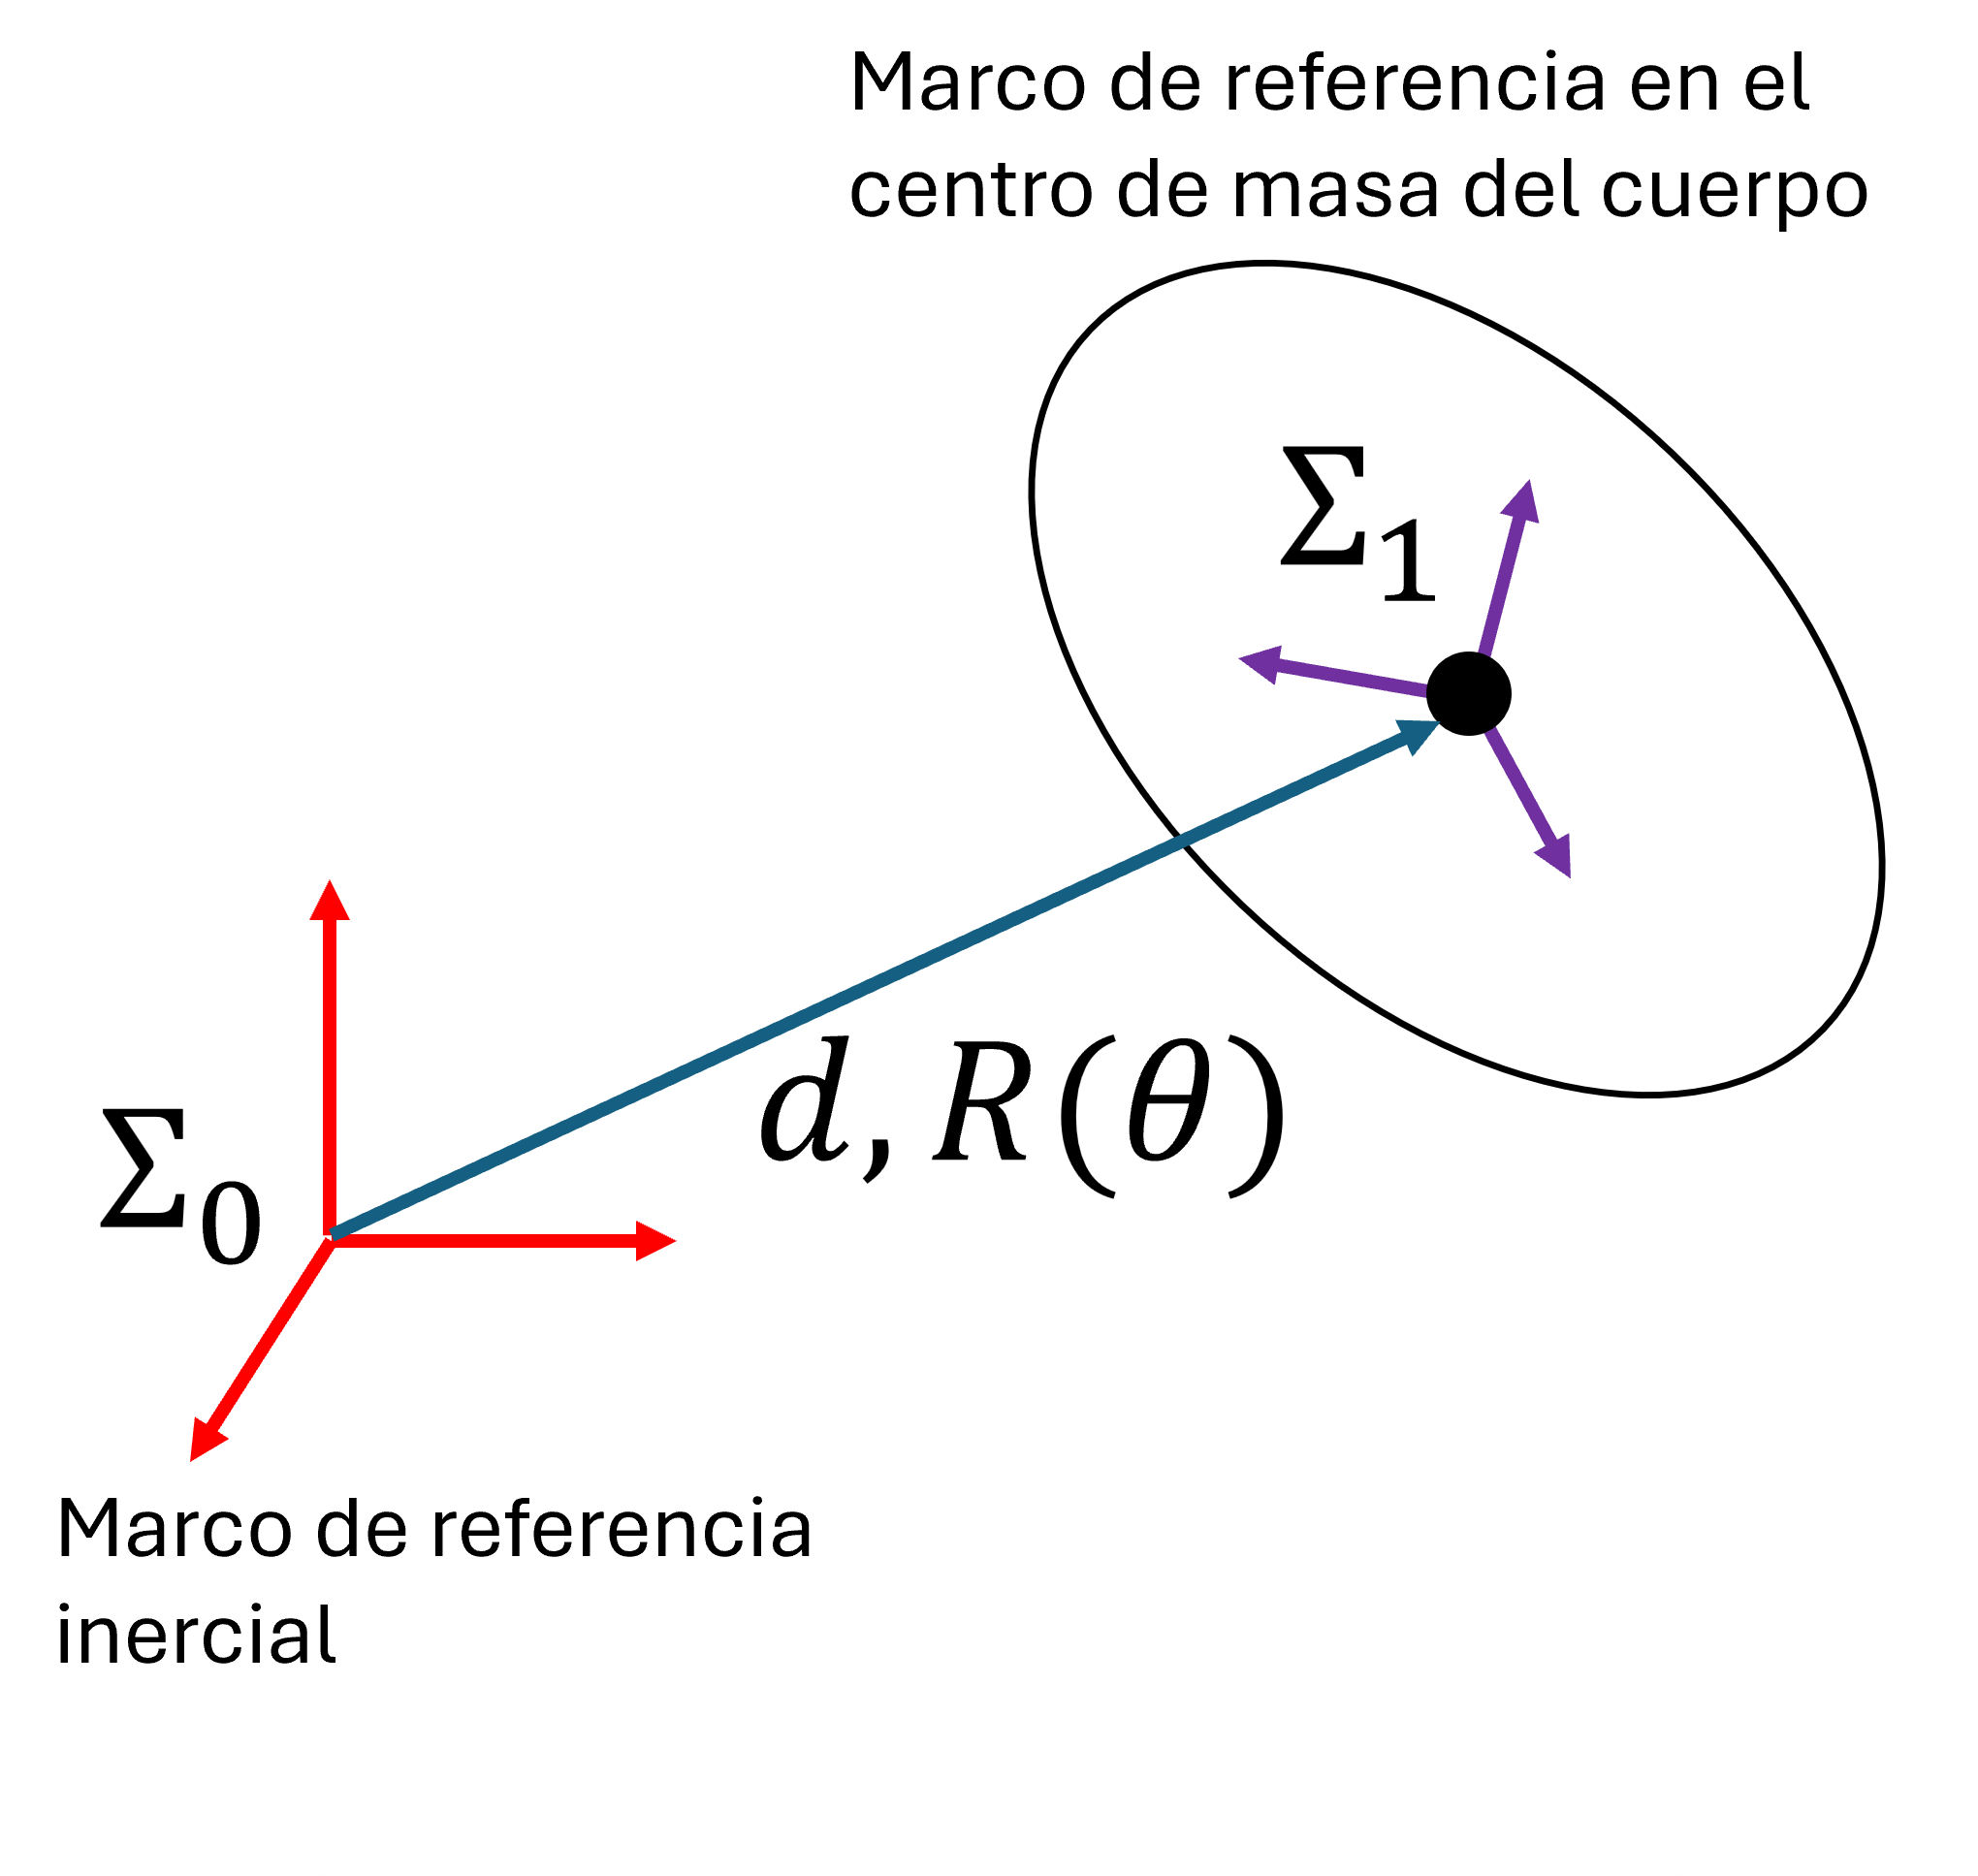 Marco de referencia en el
centro de masa del cuerpo
Σ₁
d, R(θ)
Σ₀
Marco de referencia
inercial